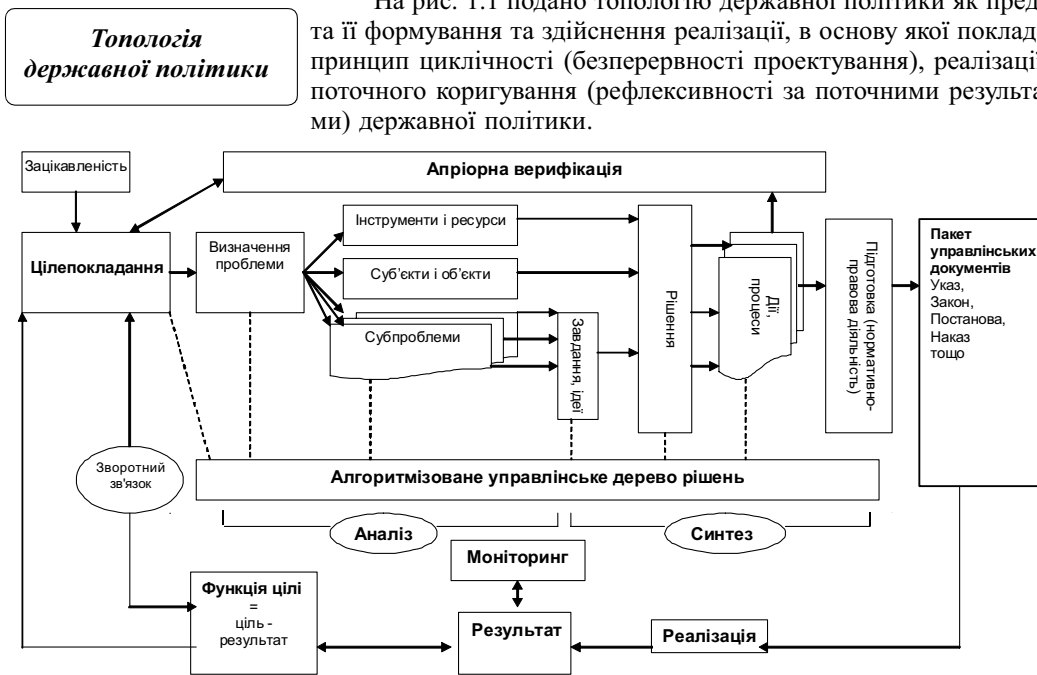 Топологія
державної політики
На рис. 1.1 подано топологію державної політики як пред
та її формування та здійснення реалізації, в основу якої поклад
принцип циклічності (безперервності проектування), реалізації
поточного коригування (рефлексивності за поточними результа
ми) державної політики.
Зацікавленість
Апріорна верифікація
Цілепокладання
Визначення
проблеми
Інструменти і ресурси
Суб'єкти і об'єкти
Субпроблеми
Завдання, ідеї
Рішення
Дії,
процеси
Підготовка (нормативно-
правова діяльність)
Пакет
управлінських
документів
Указ,
Закон,
Постанова,
Наказ
тощо
Зворотний
зв'язок
Алгоритмізоване управлінське дерево рішень
Аналіз
Синтез
Моніторинг
Функція цілі
=
ціль -
результат
Результат
Реалізація